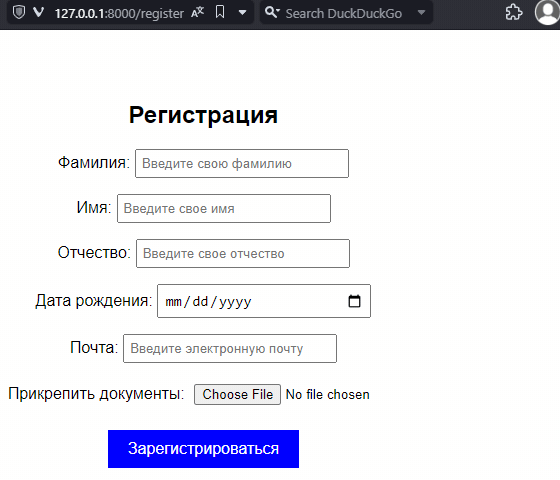 127.0.0.1:8000/register
Search DuckDuckGo
Регистрация
Фамилия: Введите свою фамилию
Имя: Введите свое имя
Отчество: Введите свое отчество
Дата рождения: mm/dd/yyyy
Почта: Введите электронную почту
Прикрепить документы: Choose File No file chosen
Зарегистрироваться